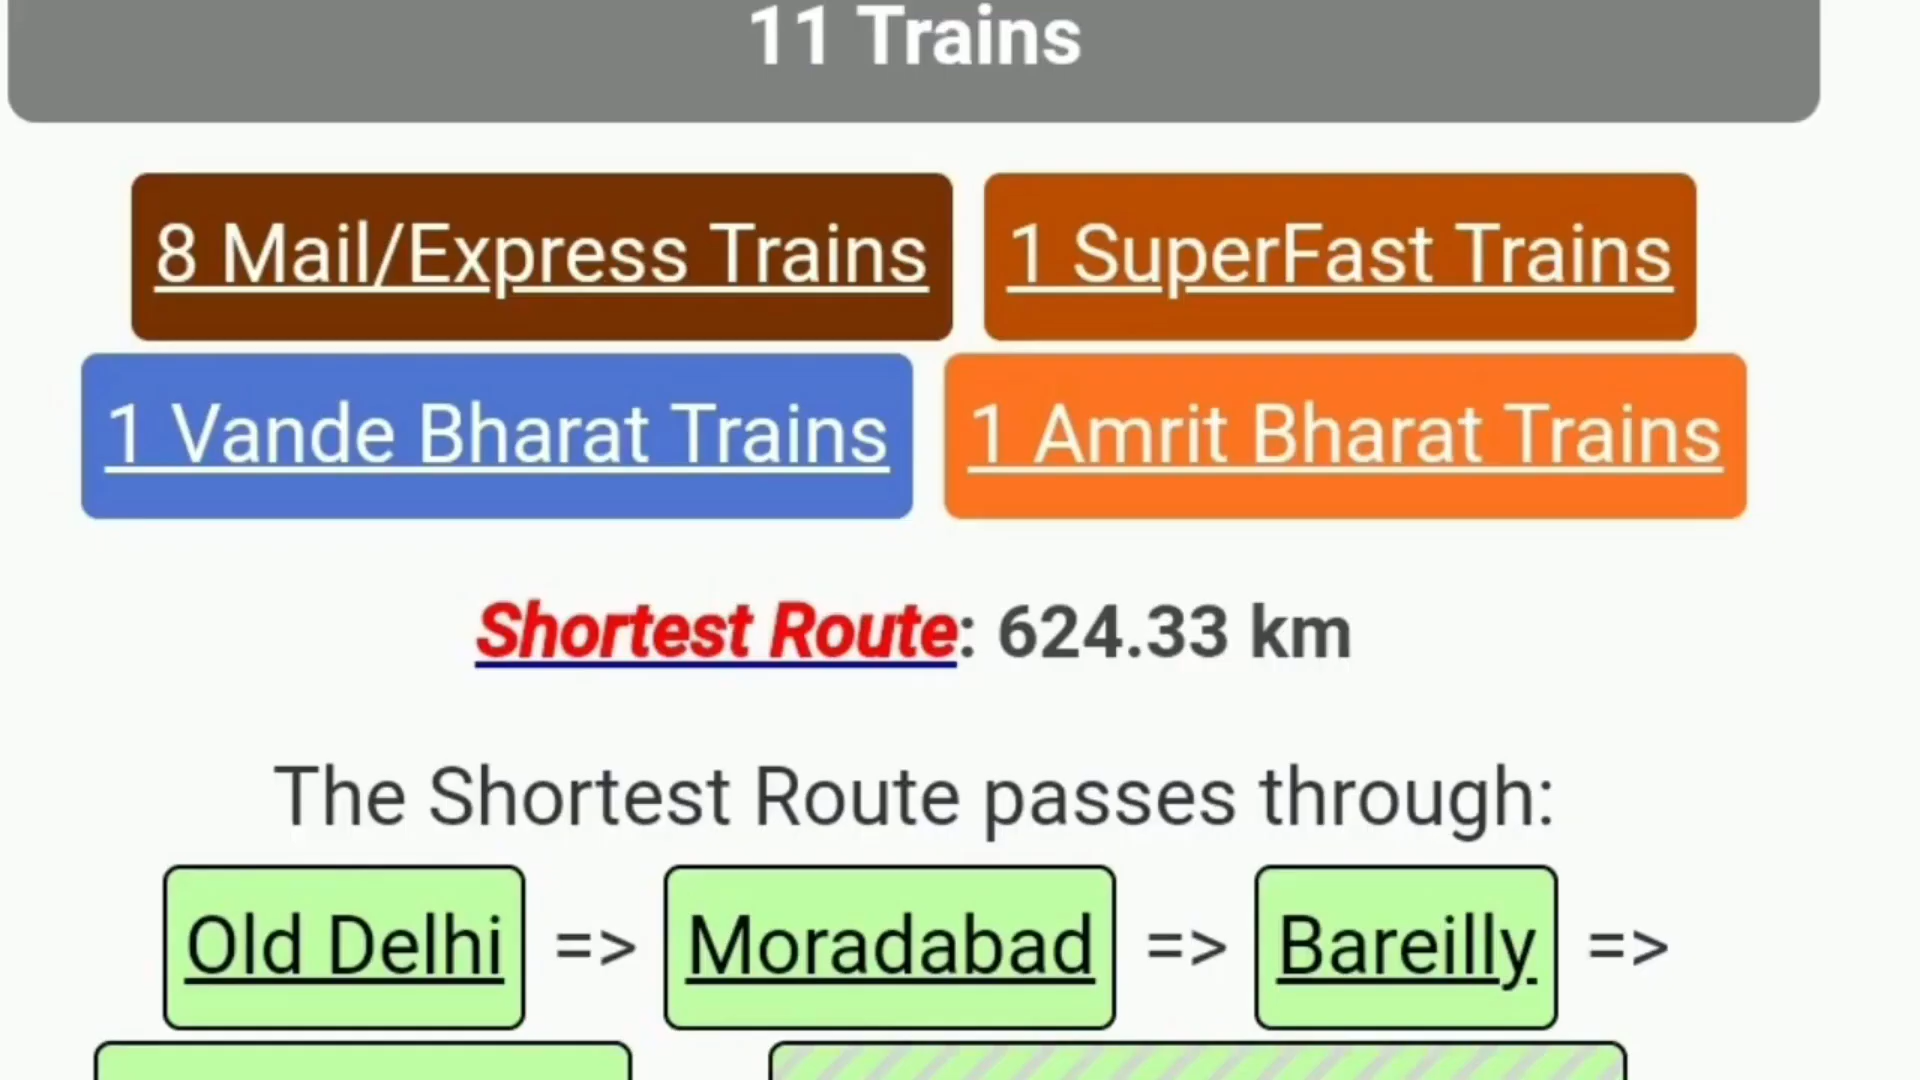 11 Trains
8 Mail/Express Trains 1 SuperFast Trains
1 Vande Bharat Trains 1 Amrit Bharat Trains
Shortest Route: 624.33 km
The Shortest Route passes through:
Old Delhi => Moradabad => Bareilly =>